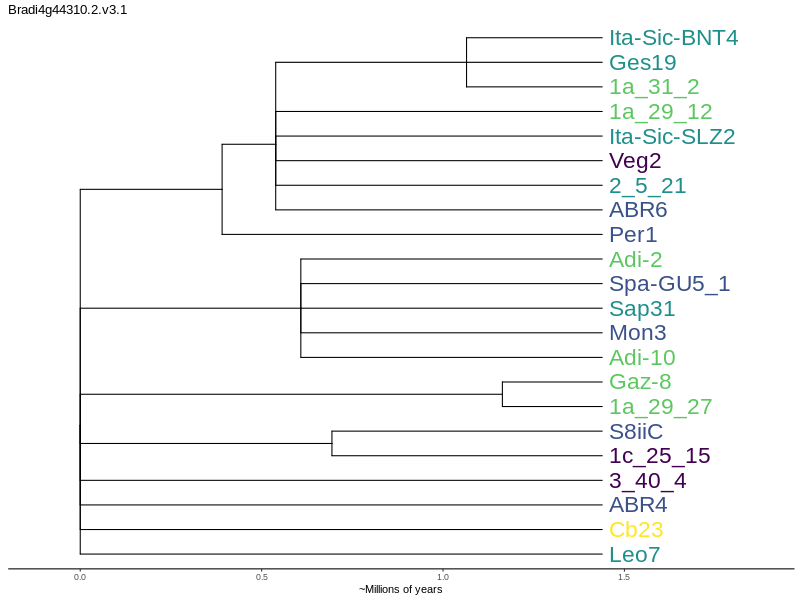 Bradi4g44310.2.v3.1
Ita-Sic-BNT4
Ges19
1a_31_2
1a_29_12
Ita-Sic-SLZ2
Veg2
2_5_21
ABR6
Per1
Adi-2
Spa-GU5_1
Sap31
Mon3
Adi-10
Gaz-8
1a_29_27
S8iiC
1c_25_15
3_40_4
ABR4
Cb23
Leo7
0.0 0.5 1.0 1.5
~Millions of years